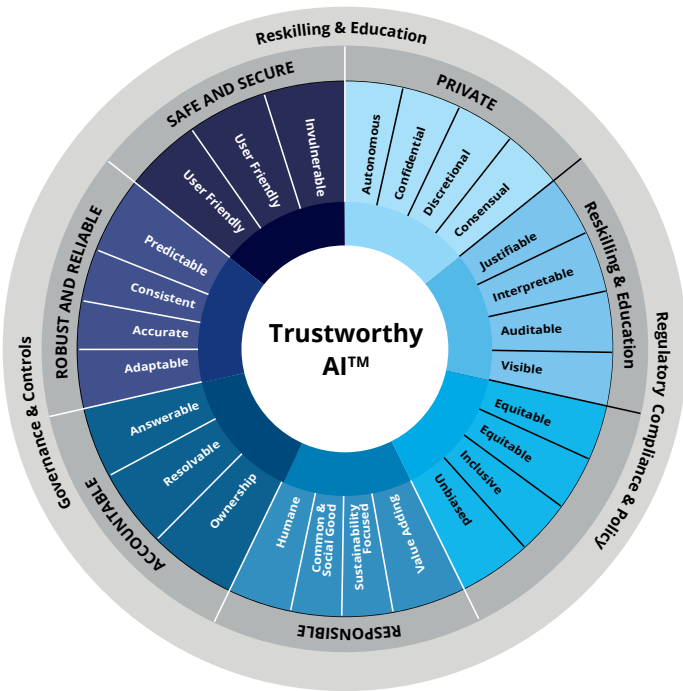 Reskilling & Education
SAFE AND SECURE
PRIVATE
User Friendly
User Friendly
Invulnerable
Autonomous
Confidential
Discretional
Consensual
Reskilling & Education
Justifiable
Interpretable
Auditable
Visible
Regulatory Compliance & Policy
Equitable
Equitable
Inclusive
Unbiased
RESPONSIBLE
Value Adding
Sustainability
Focused
Common &
Social Good
Humane
ACCOUNTABLE
Ownership
Resolvable
Answerable
Governance & Controls
ROBUST AND RELIABLE
Adaptable
Accurate
Consistent
Predictable
Trustworthy
AI™